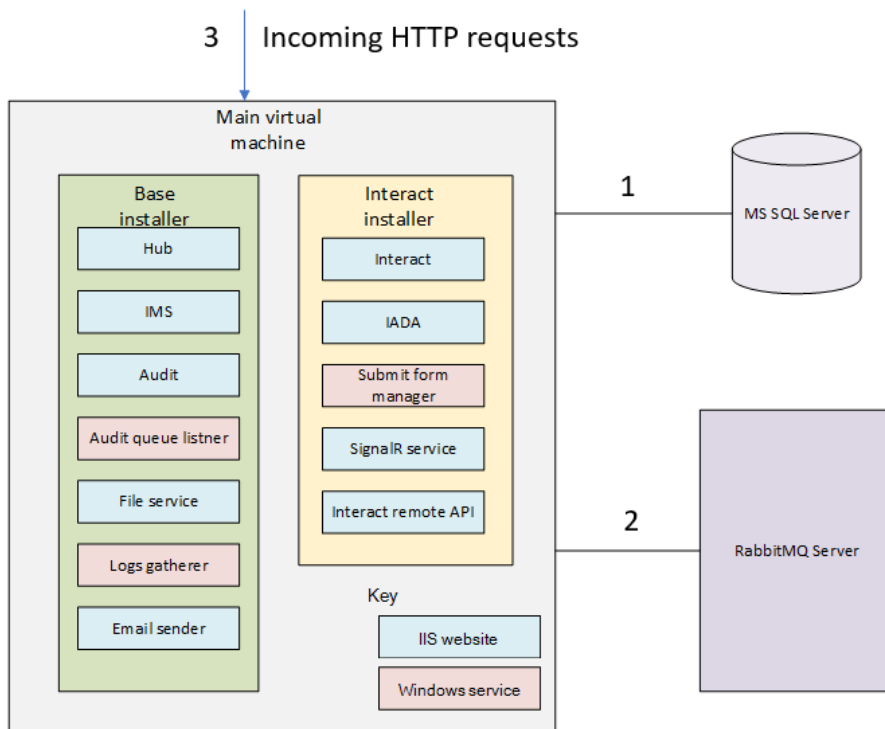 3 Incoming HTTP requests
Main virtual
machine
Base
installer
Hub
IMS
Audit
Audit queue listner
File service
Logs gatherer
Email sender
Interact
installer
Interact
IADA
Submit form
manager
SignalR service
Interact remote API
Key
IIS website
Windows service
1
MS SQL Server
2
RabbitMQ Server